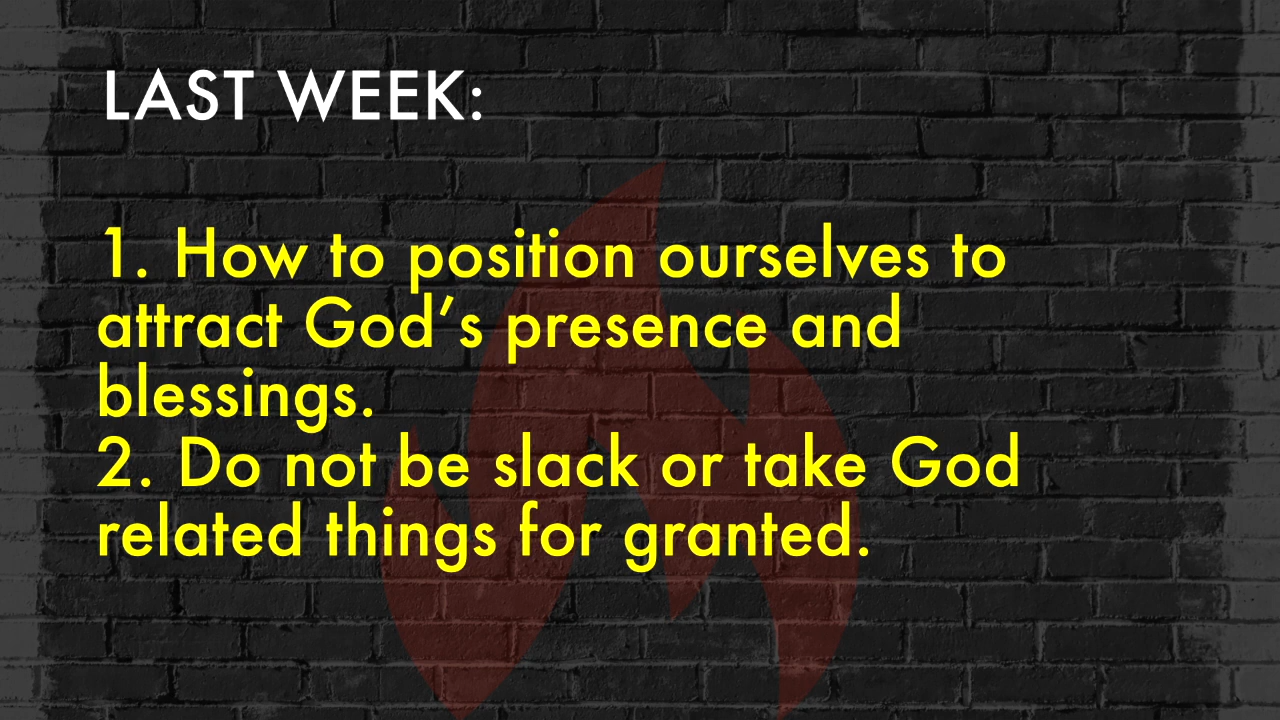 LAST WEEK:
1. How to position ourselves to
attract God’s presence and
blessings.
2. Do not be slack or take God
related things for granted.